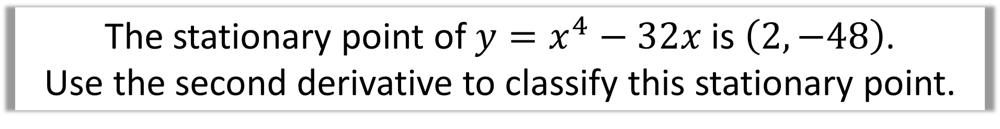 The stationary point of y = x⁴ − 32x is (2, −48).
Use the second derivative to classify this stationary point.